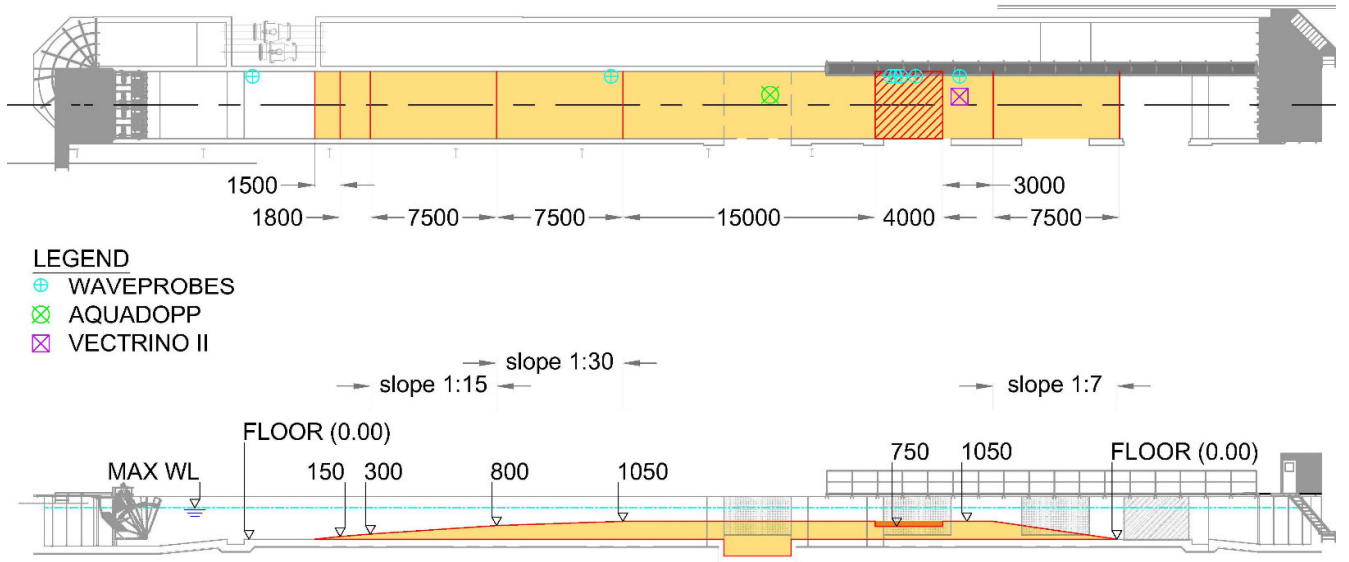 1500
3000
1800
7500
7500
15000
4000
7500
LEGEND
WAVEPROBES
AQUADOPP
VECTRINO II
slope 1:30
slope 1:15
slope 1:7
FLOOR (0.00)
MAX WL
150
300
800
1050
750
1050
FLOOR (0.00)